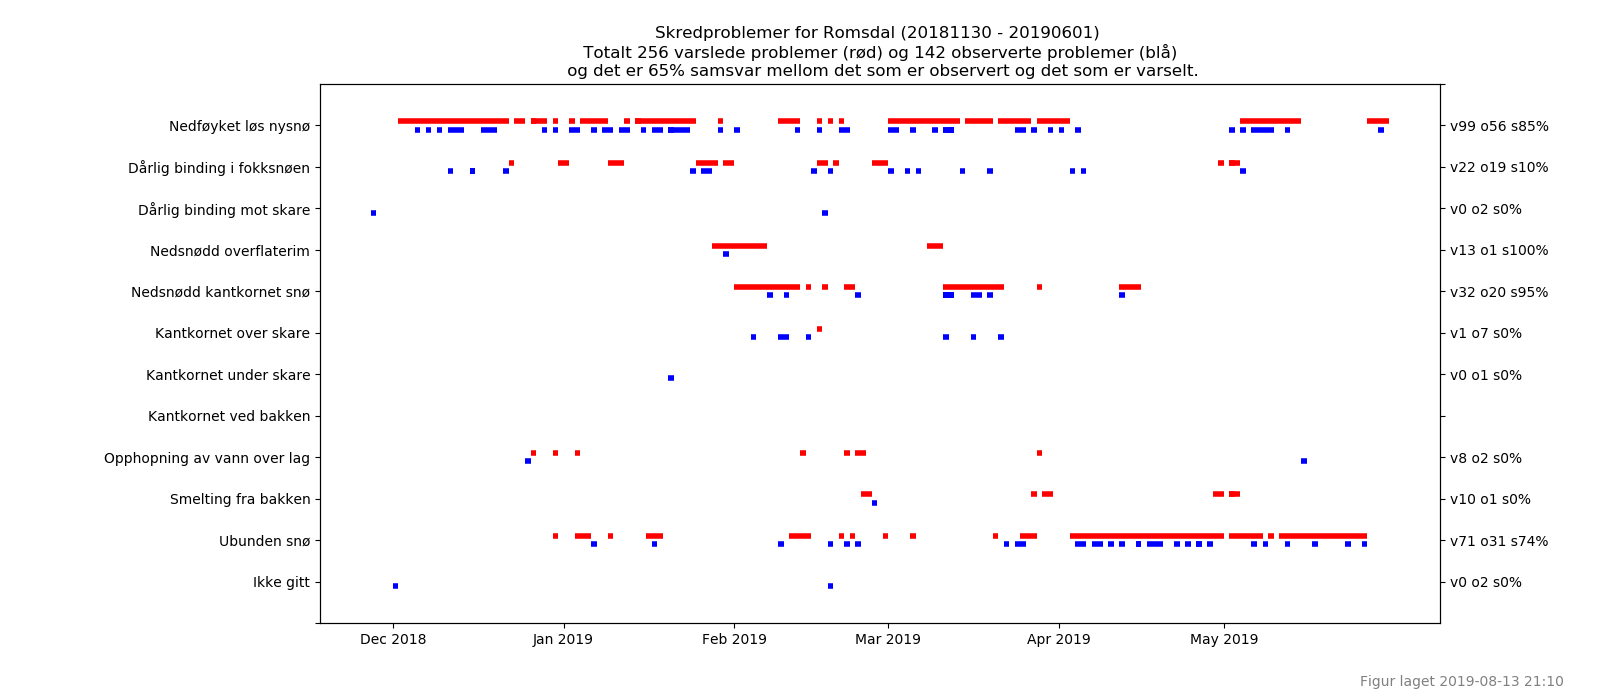 Skredproblemer for Romsdal (20181130 - 20190601)
Totalt 256 varslede problemer (rød) og 142 observerte problemer (blå)
og det er 65% samsvar mellom det som er observert og det som er varselt.
Nedføyket løs nysnø v99 o56 s85%
Dårlig binding i fokksnøen v22 o19 s10%
Dårlig binding mot skare v0 o2 s0%
Nedsnødd overflaterim v13 o1 s100%
Nedsnødd kantkornet snø v32 o20 s95%
Kantkornet over skare v1 o7 s0%
Kantkornet under skare v0 o1 s0%
Kantkornet ved bakken
Opphopning av vann over lag v8 o2 s0%
Smelting fra bakken v10 o1 s0%
Ubunden snø v71 o31 s74%
Ikke gitt v0 o2 s0%
Dec 2018 Jan 2019 Feb 2019 Mar 2019 Apr 2019 May 2019
Figur laget 2019-08-13 21:10